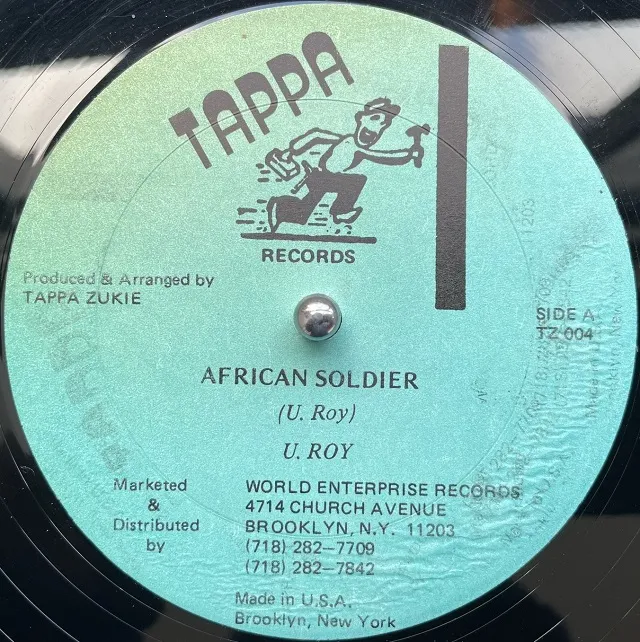 TAPPA
RECORDS
Produced & Arranged by
TAPPA ZUKIE
SIDE A
TZ 004
AFRICAN SOLDIER
(U. Roy)
U. ROY
Marketed
&
Distributed
by
WORLD ENTERPRISE RECORDS
4714 CHURCH AVENUE
BROOKLYN, N.Y. 11203
(718) 282-7709
(718) 282-7842
Made in U.S.A.
Brooklyn, New York